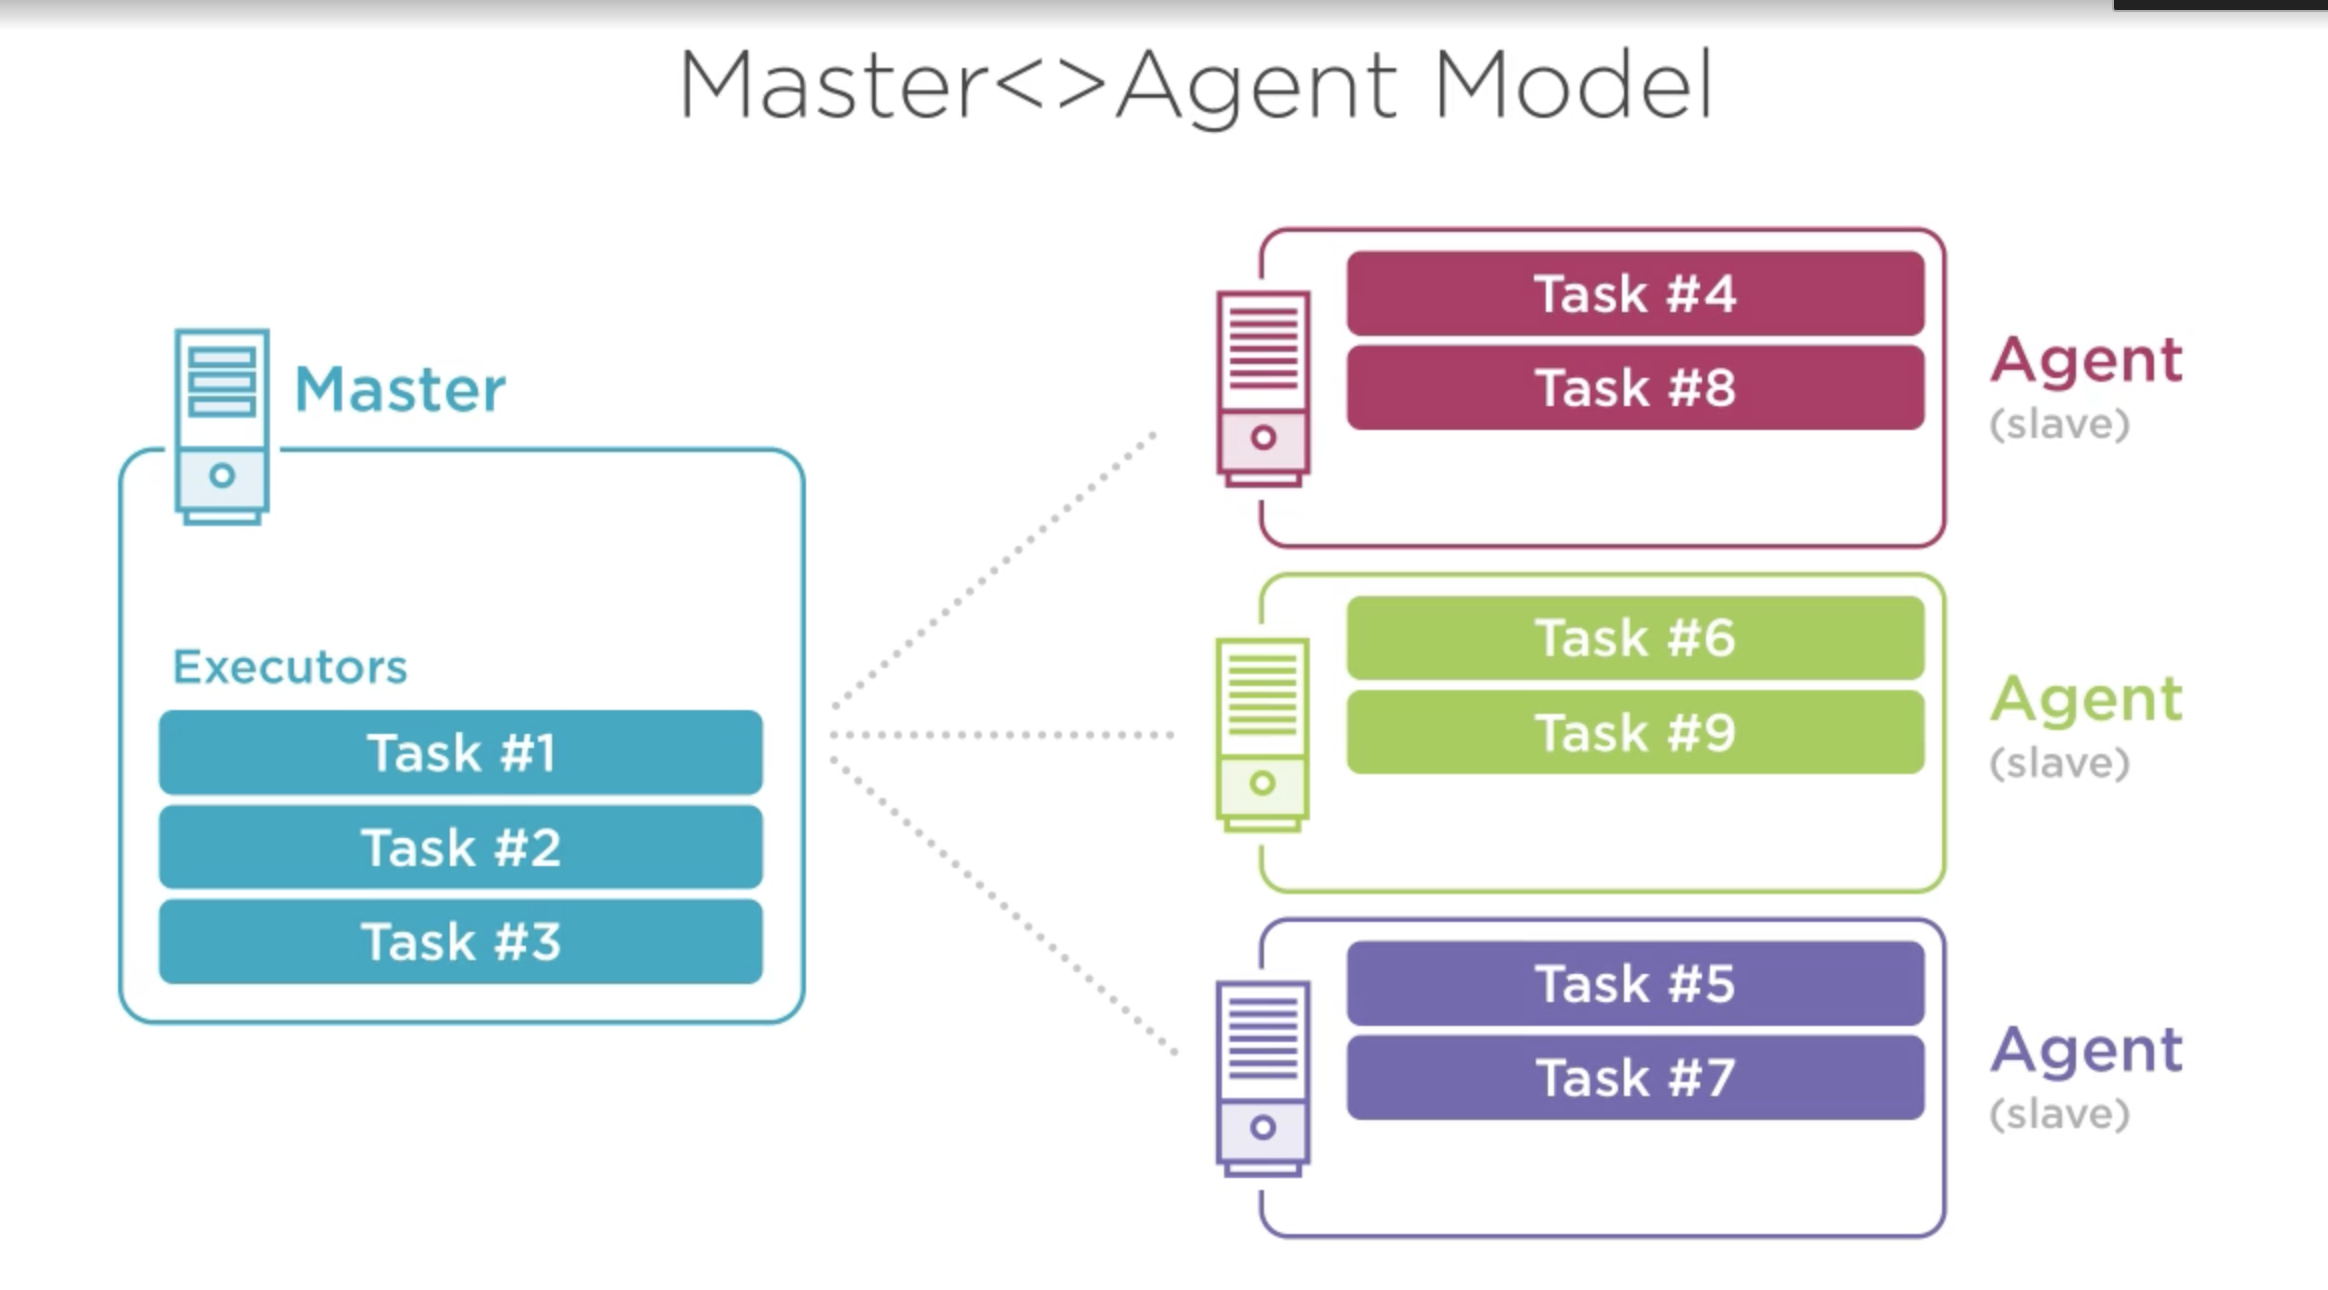 Master<>Agent Model
Master
Executors
Task #1
Task #2
Task #3
Task #4
Task #8
Agent
(slave)
Task #6
Task #9
Agent
(slave)
Task #5
Task #7
Agent
(slave)